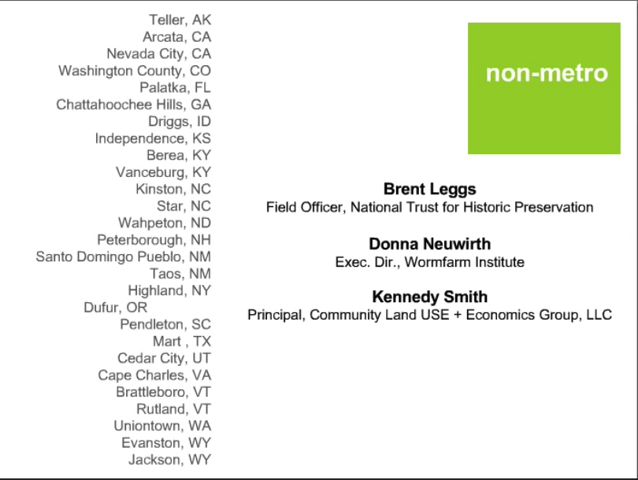 Teller, AK
Arcata, CA
Nevada City, CA
Washington County, CO
Palatka, FL
Chattahoochee Hills, GA
Driggs, ID
Independence, KS
Berea, KY
Vanceburg, KY
Kinston, NC
Star, NC
Wahpeton, ND
Peterborough, NH
Santo Domingo Pueblo, NM
Taos, NM
Highland, NY
Dufur, OR
Pendleton, SC
Mart , TX
Cedar City, UT
Cape Charles, VA
Brattleboro, VT
Rutland, VT
Uniontown, WA
Evanston, WY
Jackson, WY
non-metro
Brent Leggs
Field Officer, National Trust for Historic Preservation
Donna Neuwirth
Exec. Dir., Wormfarm Institute
Kennedy Smith
Principal, Community Land USE + Economics Group, LLC